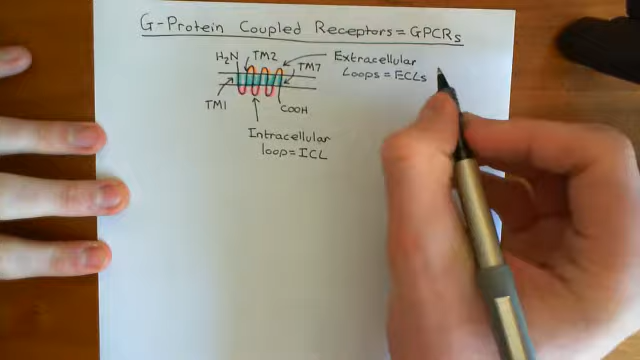 G-Protein Coupled Receptors = GPCRs
H2N
TM2
Extracellular
Loops = ECLs
TM7
TM1
COOH
Intracellular
loop = ICL